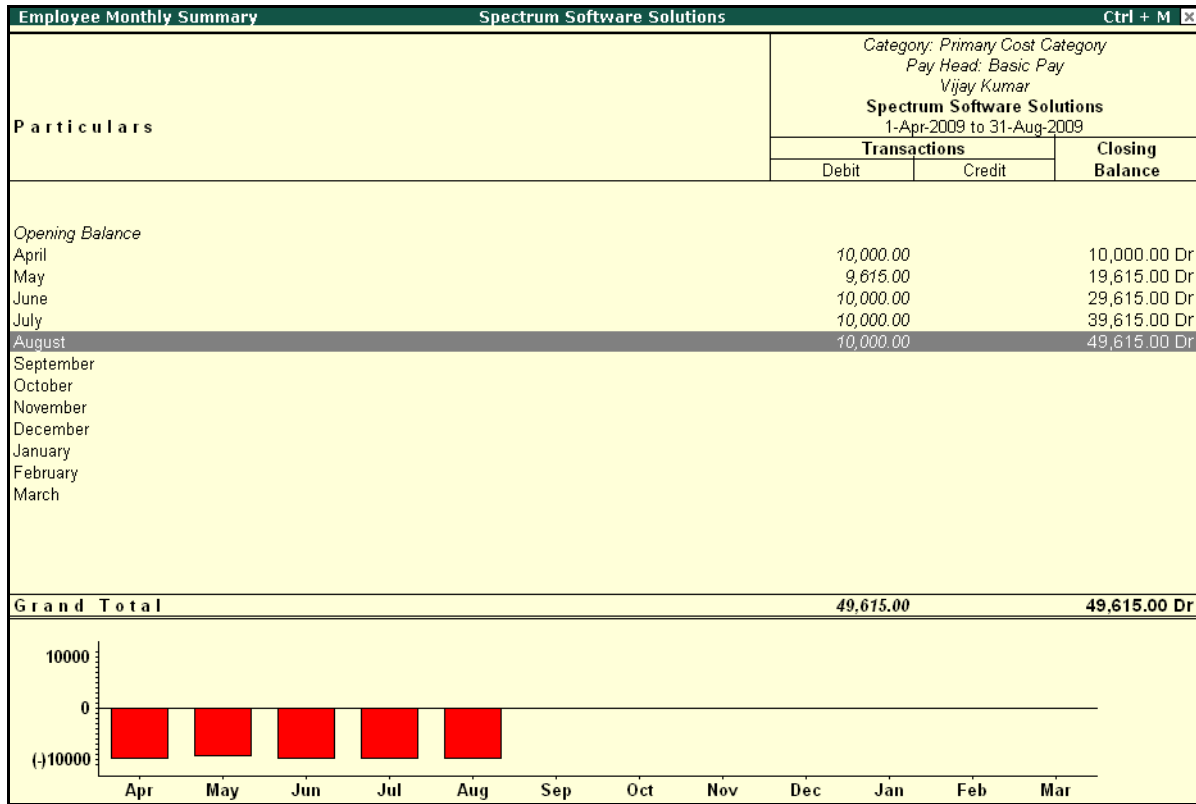 Employee Monthly Summary Spectrum Software Solutions Ctrl + M
Category: Primary Cost Category
Pay Head: Basic Pay
Vijay Kumar
Spectrum Software Solutions
Particulars 1-Apr-2009 to 31-Aug-2009
Transactions Closing
Debit Credit Balance
Opening Balance
April 10,000.00 10,000.00 Dr
May 9,615.00 19,615.00 Dr
June 10,000.00 29,615.00 Dr
July 10,000.00 39,615.00 Dr
August 10,000.00 49,615.00 Dr
September
October
November
December
January
February
March
Grand Total 49,615.00 49,615.00 Dr
10000
0
(-)10000
Apr May Jun Jul Aug Sep Oct Nov Dec Jan Feb Mar